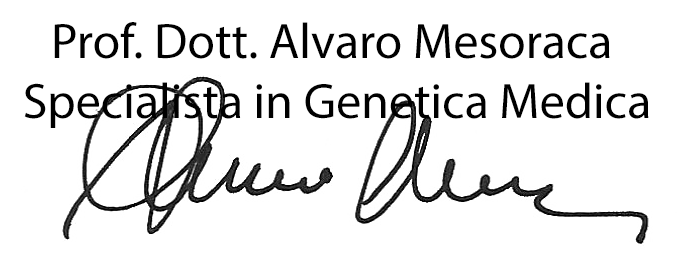 Prof. Dott. Alvaro Mesoraca
Specialista in Genetica Medica